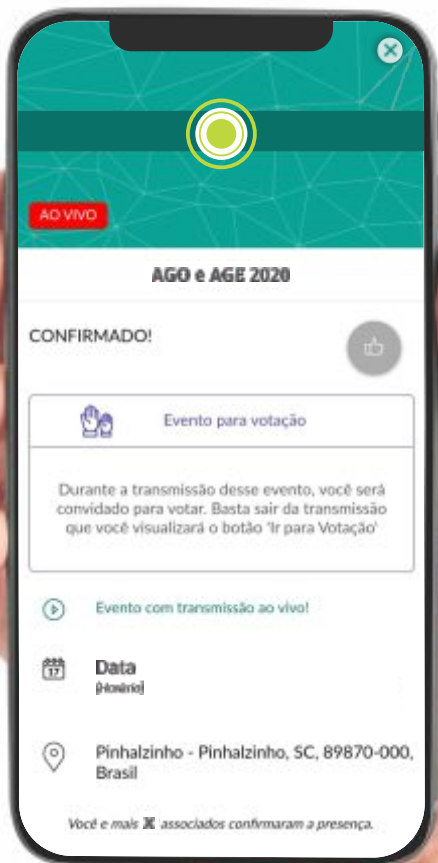 AO VIVO
AGO e AGE 2020
CONFIRMADO!
Evento para votação
Durante a transmissão desse evento, você será
convidado para votar. Basta sair da transmissão
que você visualizará o botão 'Ir para Votação'
Evento com transmissão ao vivo!
17
Data
(Horário)
Pinhalzinho - Pinhalzinho, SC, 89870-000,
Brasil
Você e mais associados confirmaram a presença.